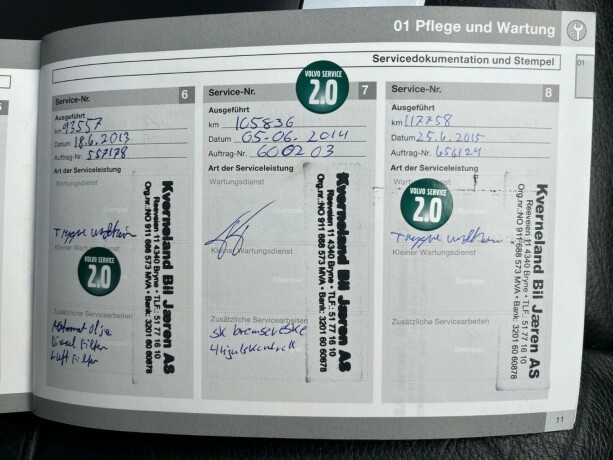 01 Pflege und Wartung
Servicedokumentation und Stempel
01
Service-Nr. 6
Ausgeführt
km 93557
Datum 18.6.2013
Auftrag-Nr. 557178
Art der Serviceleistung
Wartungsdienst
Kleiner Wartungsdienst
VOLVO SERVICE
2.0
Zusätzliche Servicearbeiten
Automat olje
Diesel Filter
Luft Filter
Kverneland Bil Jæren AS
Reeveien 11 4340 Bryne • TLF.: 51 77 16 10
Org.nr.:NO 911 688 573 MVA • Bank: 3201 60 60878
VOLVO SERVICE
2.0
Service-Nr. 7
Ausgeführt
km 105836
Datum 05-06. 2014
Auftrag-Nr. 600203
Art der Serviceleistung
Wartungsdienst
Kleiner Wartungsdienst
Zusätzliche Servicearbeiten
Stempel
sk bremsevæske
4 hjulskontroll
Kverneland Bil Jæren AS
Reeveien 11 4340 Bryne • TLF.: 51 77 16 10
Org.nr.:NO 911 688 573 MVA • Bank: 3201 60 60878
Service-Nr. 8
Ausgeführt
km 117758
Datum 25.6.2015
Auftrag-Nr. 656124
Art der Serviceleistung
Wartungsdienst
VOLVO SERVICE
2.0
Kleiner Wartungsdienst
Zusätzliche Servicearbeiten
Stempel
Kverneland Bil Jæren AS
Reeveien 11 4340 Bryne • TLF.: 51 77 16 10
Org.nr.:NO 911 688 573 MVA • Bank: 3201 60 60878
11